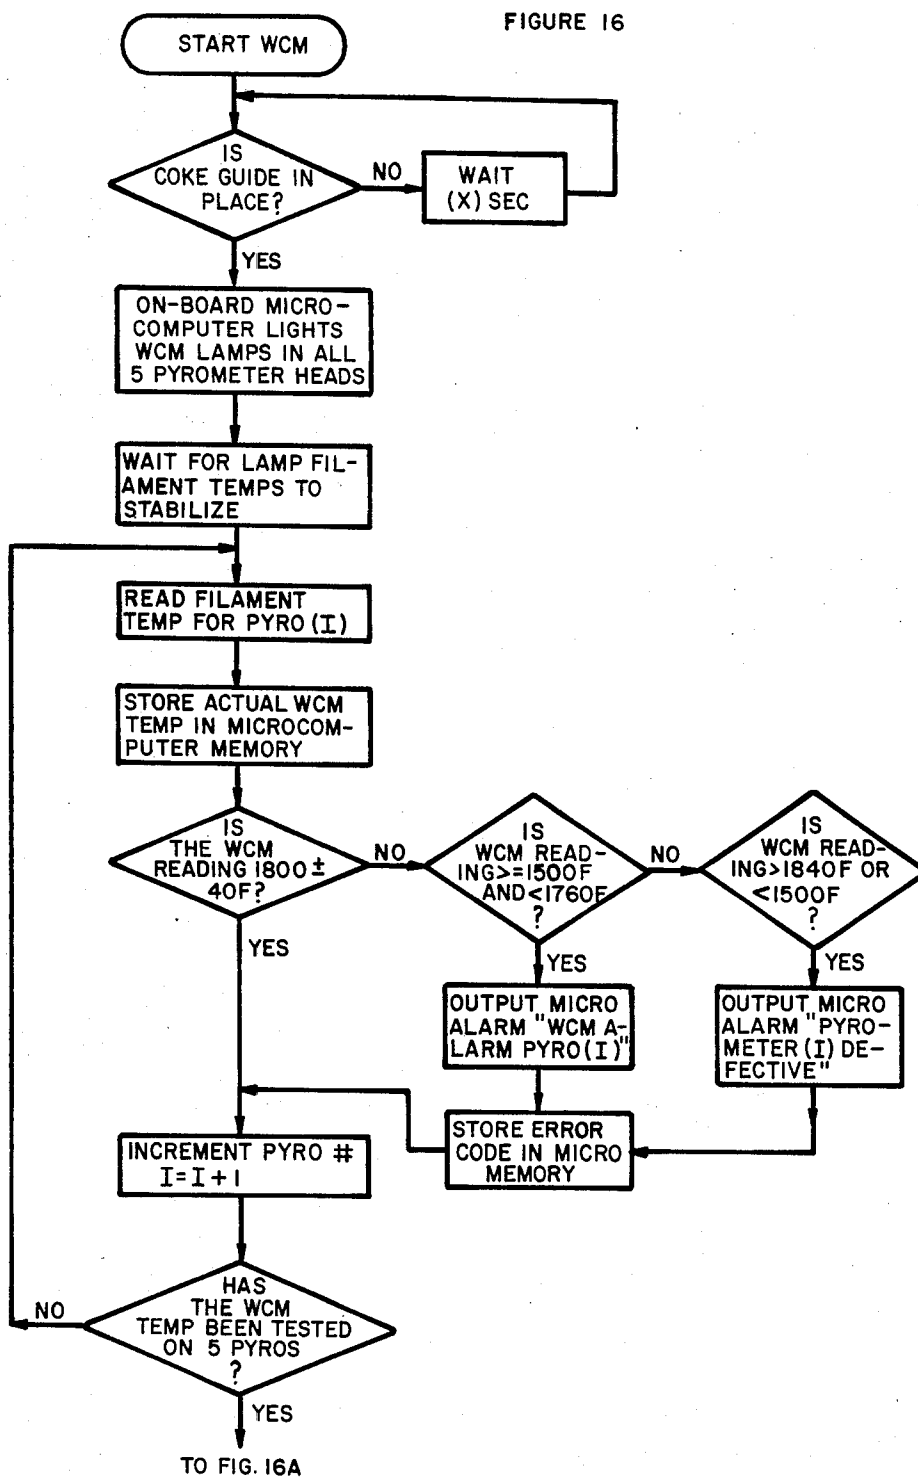 FIGURE 16
START WCM
IS
COKE GUIDE IN
PLACE?
NO
WAIT
(X) SEC
YES
ON-BOARD MICRO-
COMPUTER LIGHTS
WCM LAMPS IN ALL
5 PYROMETER HEADS
WAIT FOR LAMP FIL-
AMENT TEMPS TO
STABILIZE
READ FILAMENT
TEMP FOR PYRO (I)
STORE ACTUAL WCM
TEMP IN MICROCOM-
PUTER MEMORY
IS
THE WCM
READING 1800 ±
40F?
NO
IS
WCM READ-
ING>=1500F
AND<1760F
?
NO
IS
WCM READ-
ING>1840F OR
<1500F
?
YES
YES
YES
OUTPUT MICRO
ALARM "WCM A-
LARM PYRO(I)"
OUTPUT MICRO
ALARM "PYRO-
METER (I) DE-
FECTIVE"
STORE ERROR
CODE IN MICRO
MEMORY
INCREMENT PYRO #
I=I+1
HAS
THE WCM
TEMP BEEN TESTED
ON 5 PYROS
?
NO
YES
TO FIG. 16A